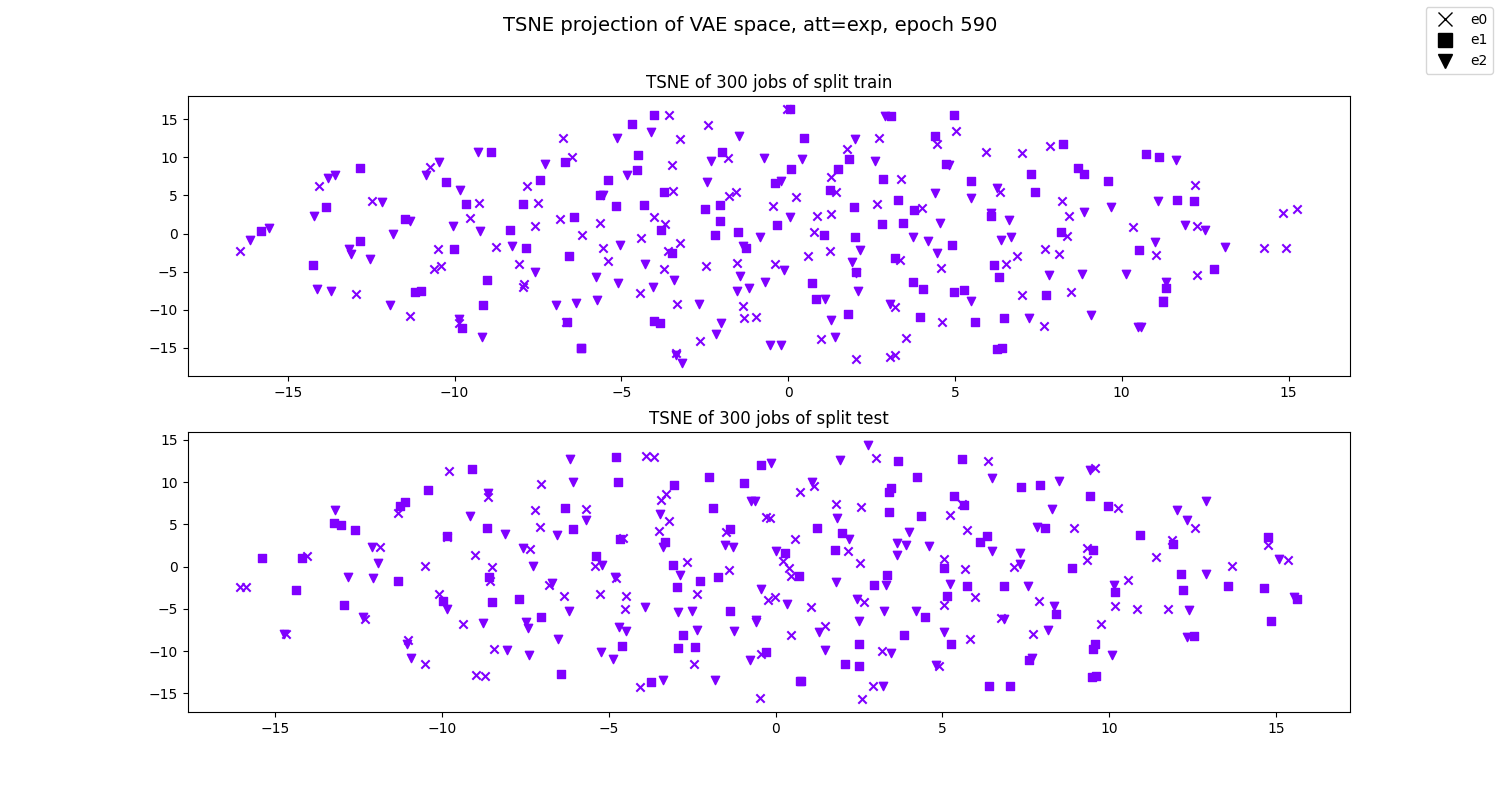 TSNE projection of VAE space, att=exp, epoch 590
e0
e1
e2
TSNE of 300 jobs of split train
15
10
5
0
−5
−10
−15
−15 −10 −5 0 5 10 15
TSNE of 300 jobs of split test
15
10
5
0
−5
−10
−15
−15 −10 −5 0 5 10 15